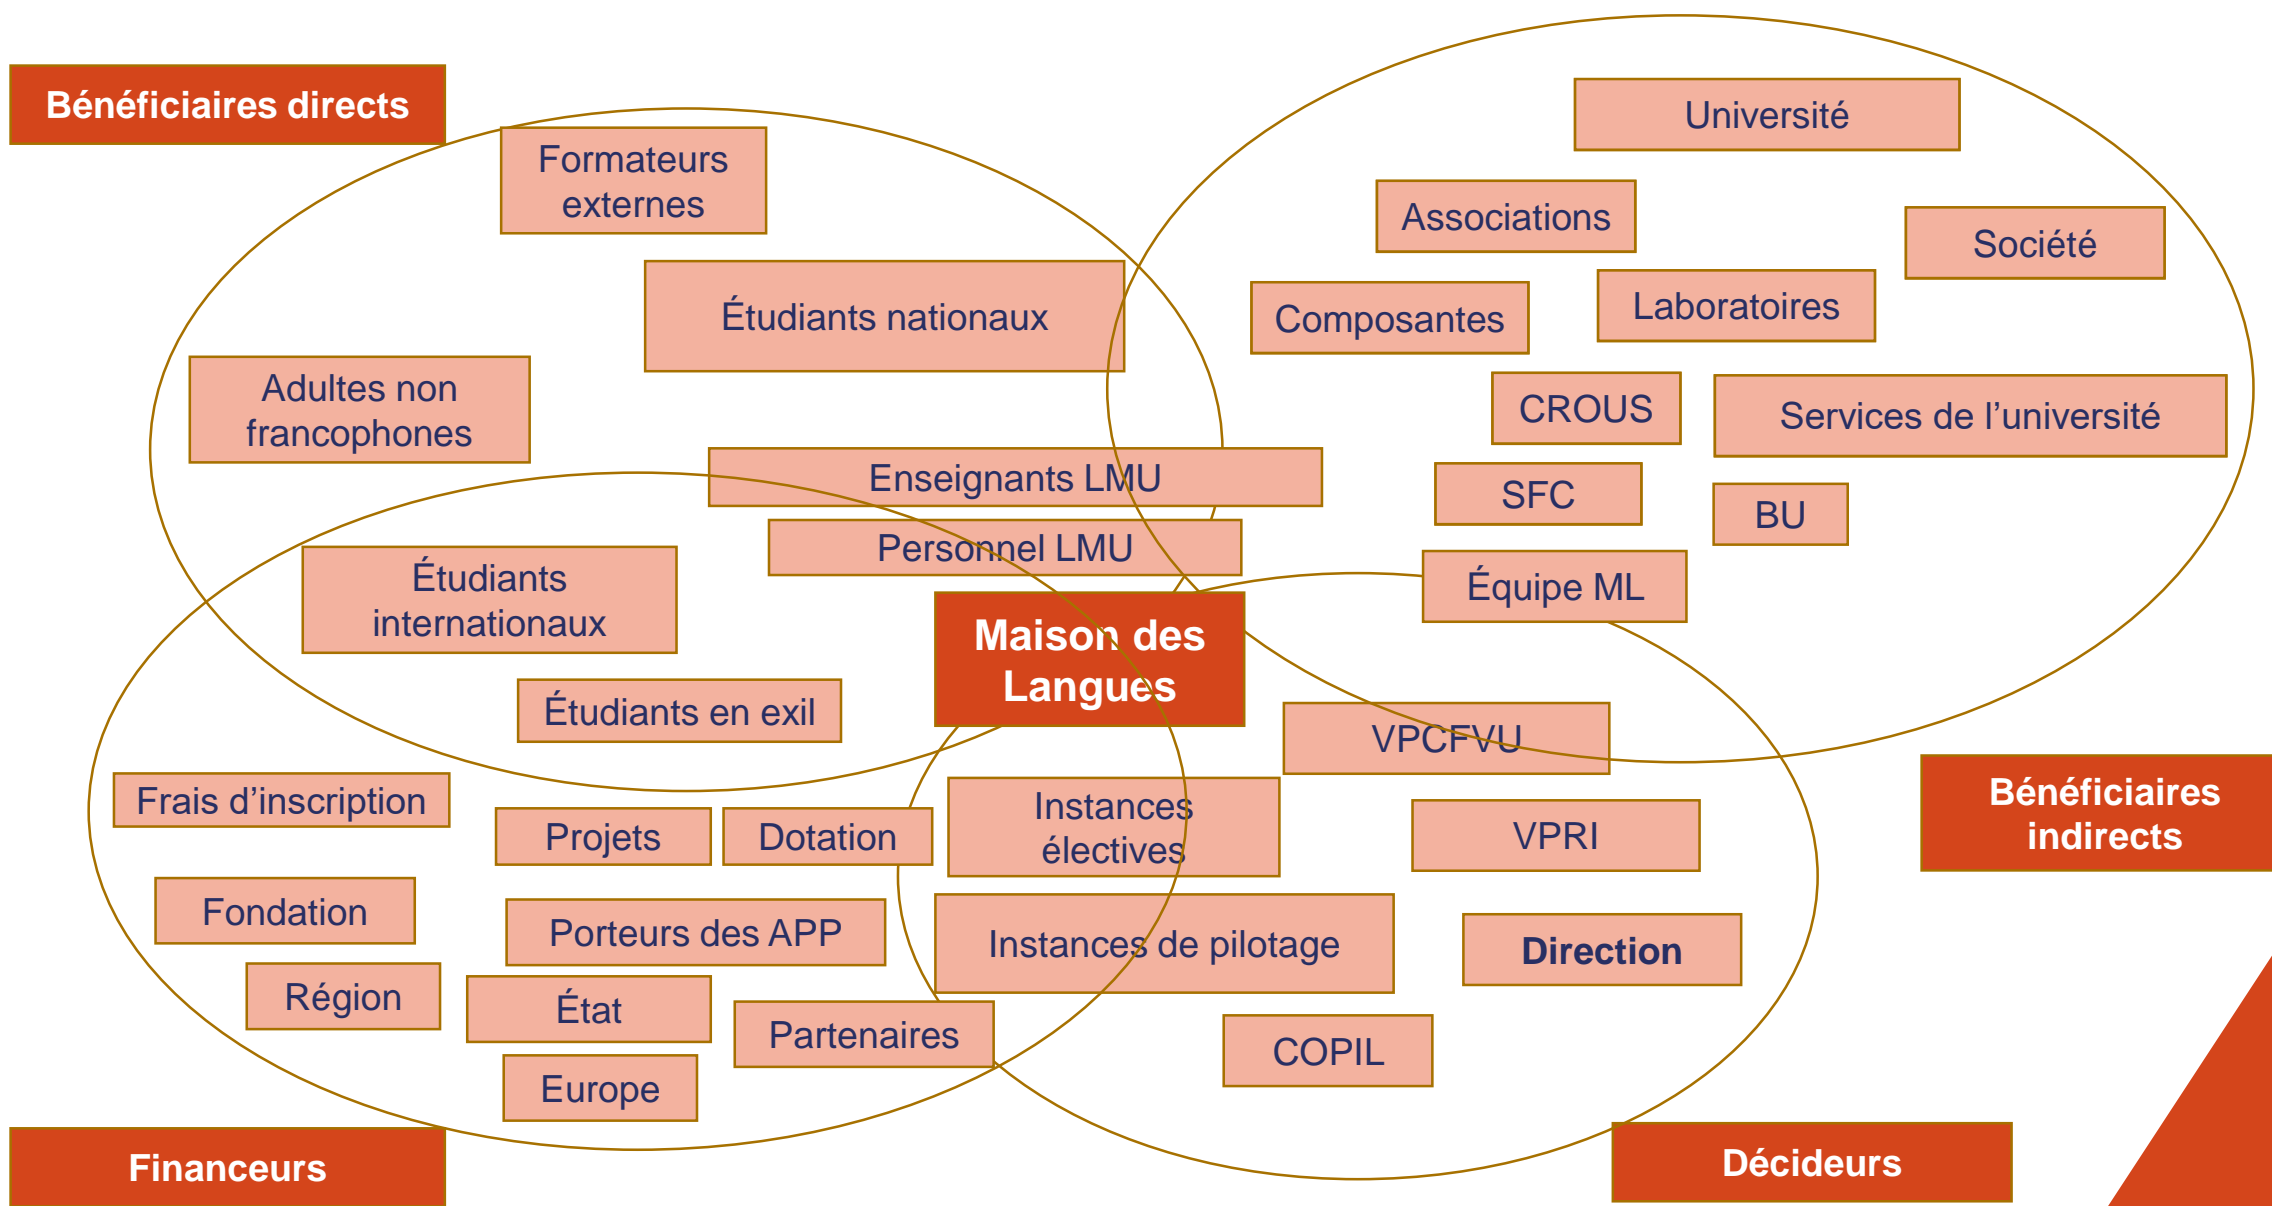 Bénéficiaires directs
Formateurs
externes
Étudiants nationaux
Adultes non
francophones
Enseignants LMU
Personnel LMU
Étudiants
internationaux
Étudiants en exil
Université
Associations
Société
Composantes
Laboratoires
CROUS
Services de l’université
SFC
BU
Équipe ML
Maison des
Langues
VPCFVU
Bénéficiaires
indirects
Frais d’inscription
Projets
Dotation
Instances
électives
VPRI
Fondation
Porteurs des APP
Instances de pilotage
Direction
Région
État
Partenaires
COPIL
Europe
Financeurs
Décideurs